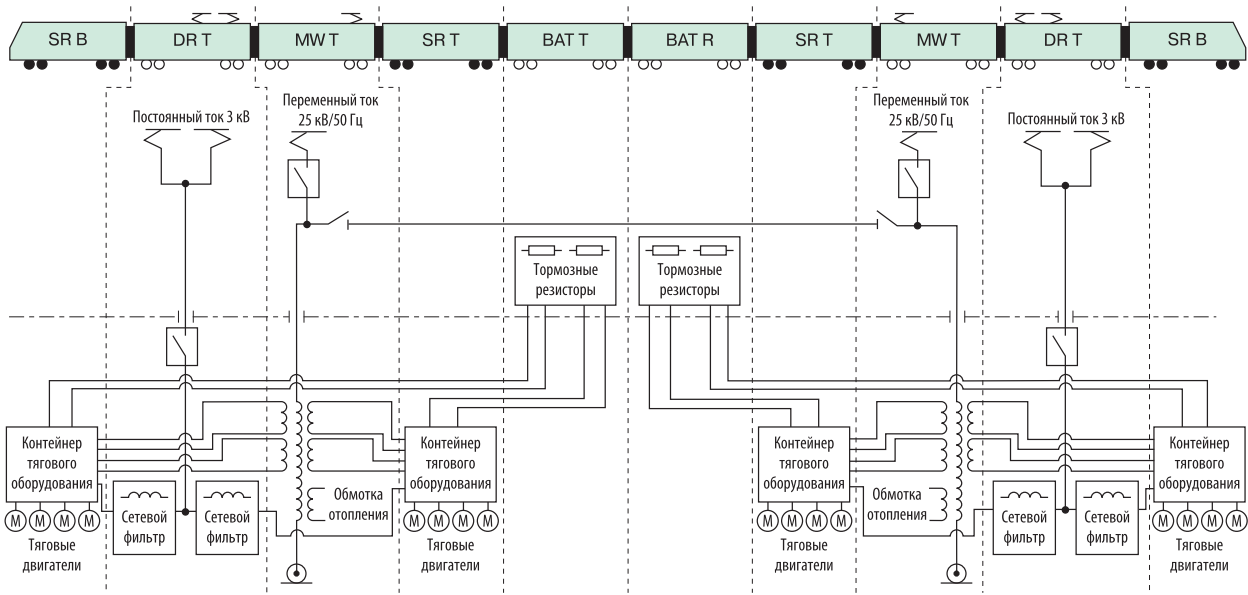 SR B DR T MW T SR T BAT T BAT R SR T MW T DR T SR B
Постоянный ток 3 кВ
Переменный ток
25 кВ/50 Гц
Переменный ток
25 кВ/50 Гц
Постоянный ток 3 кВ
Тормозные
резисторы
Тормозные
резисторы
Контейнер
тягового
оборудования
M M M M
Тяговые
двигатели
Сетевой
фильтр
Сетевой
фильтр
Обмотка
отопления
Контейнер
тягового
оборудования
M M M M
Тяговые
двигатели
Контейнер
тягового
оборудования
M M M M
Тяговые
двигатели
Обмотка
отопления
Сетевой
фильтр
Сетевой
фильтр
Контейнер
тягового
оборудования
M M M M
Тяговые
двигатели